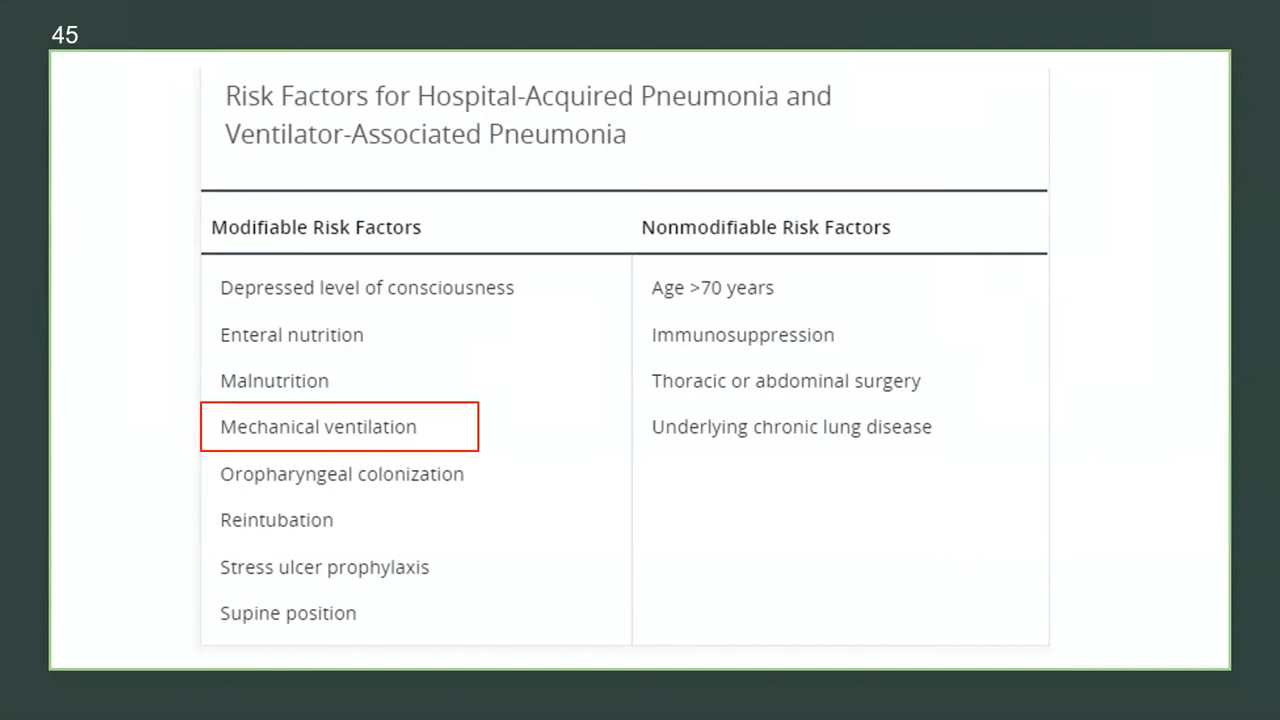 45
Risk Factors for Hospital-Acquired Pneumonia and
Ventilator-Associated Pneumonia
Modifiable Risk Factors
Nonmodifiable Risk Factors
Depressed level of consciousness
Age >70 years
Enteral nutrition
Immunosuppression
Malnutrition
Thoracic or abdominal surgery
Mechanical ventilation
Underlying chronic lung disease
Oropharyngeal colonization
Reintubation
Stress ulcer prophylaxis
Supine position